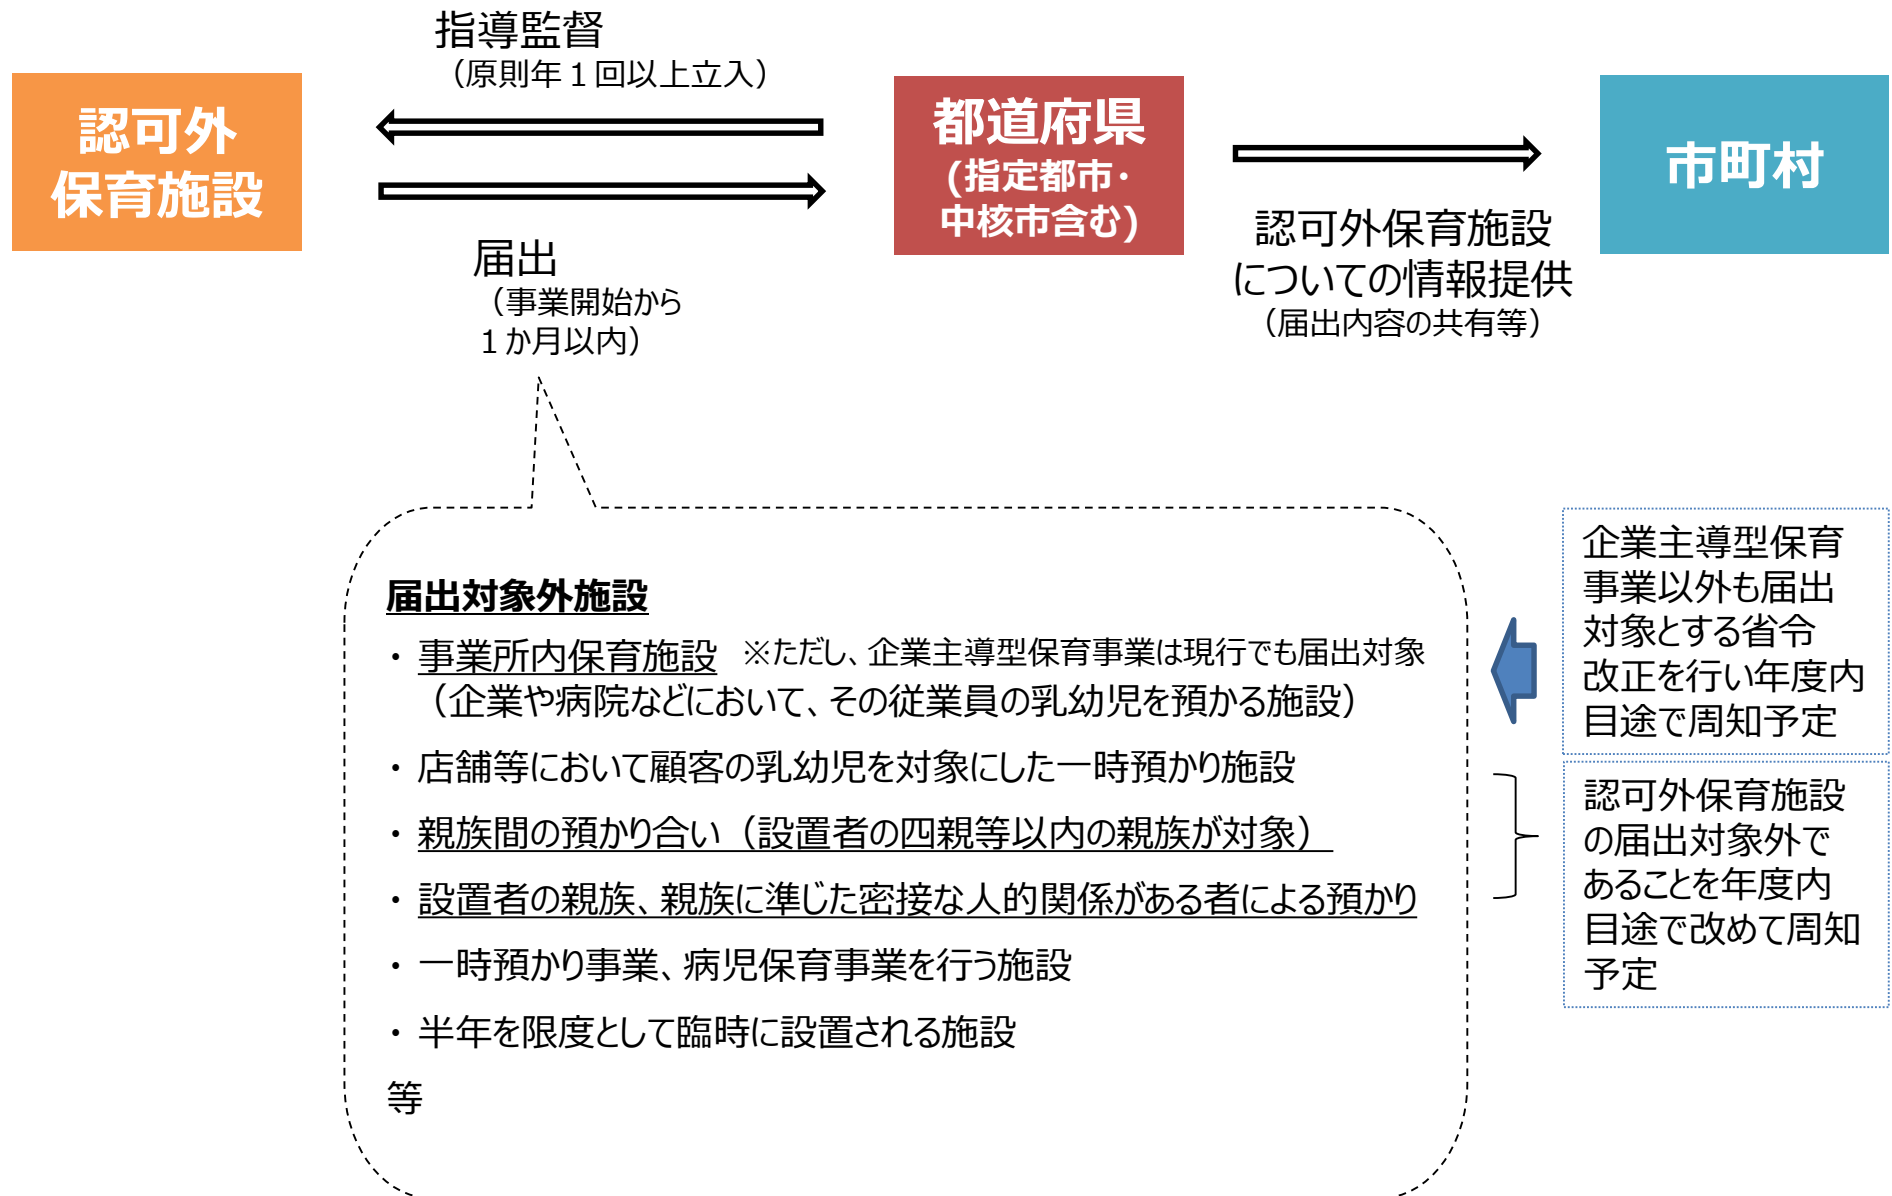 指導監督
（原則年１回以上立入）
認可外
保育施設
都道府県
(指定都市・
中核市含む)
市町村
届出
（事業開始から
１か月以内）
認可外保育施設
についての情報提供
（届出内容の共有等）
届出対象外施設
・ 事業所内保育施設　※ただし、企業主導型保育事業は現行でも届出対象
（企業や病院などにおいて、その従業員の乳幼児を預かる施設）
・ 店舗等において顧客の乳幼児を対象にした一時預かり施設
・ 親族間の預かり合い（設置者の四親等以内の親族が対象）
・ 設置者の親族、親族に準じた密接な人的関係がある者による預かり
・ 一時預かり事業、病児保育事業を行う施設
・ 半年を限度として臨時に設置される施設
等
企業主導型保育
事業以外も届出
対象とする省令
改正を行い年度内
目途で周知予定
認可外保育施設
の届出対象外で
あることを年度内
目途で改めて周知
予定